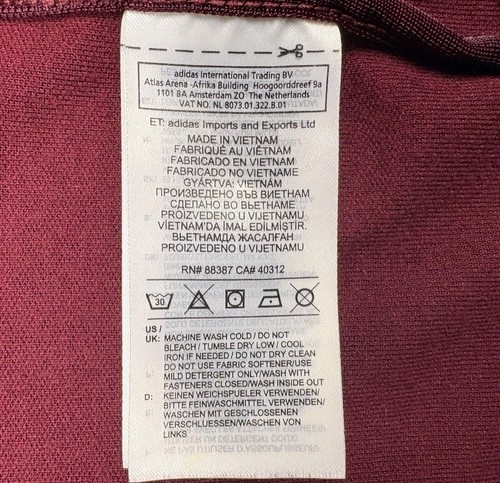 adidas International Trading BV
Atlas Arena -Afrika Building Hoogoorddreef 9a
1101 BA Amsterdam ZO The Netherlands
VAT NO. NL 8073.01.322.B.01
ET: adidas Imports and Exports Ltd
MADE IN VIETNAM
FABRIQUÉ AU VIÊTNAM
FABRICADO EN VIETNAM
FABRICADO NO VIETNAME
GYÁRTVA: VIETNÁM
ПРОИЗВЕДЕНО ВЪВ ВИЕТНАМ
СДЕЛАНО ВО ВЬЕТНАМЕ
PROIZVEDENO U VIJETNAMU
VİETNAM'DA İMAL EDİLMİŞTİR.
ВЬЕТНАМДА ЖАСАЛҒАН
PROIZVEDENO U VIJETNAMU
RN# 88387 CA# 40312
30
US /
UK: MACHINE WASH COLD / DO NOT
BLEACH / TUMBLE DRY LOW / COOL
IRON IF NEEDED / DO NOT DRY CLEAN
DO NOT USE FABRIC SOFTENER/USE
MILD DETERGENT ONLY/WASH WITH
FASTENERS CLOSED/WASH INSIDE OUT
D: KEINEN WEICHSPUELER VERWENDEN/
BITTE FEINWASCHMITTEL VERWENDEN/
WASCHEN MIT GESCHLOSSENEN
VERSCHLUESSEN/WASCHEN VON
LINKS